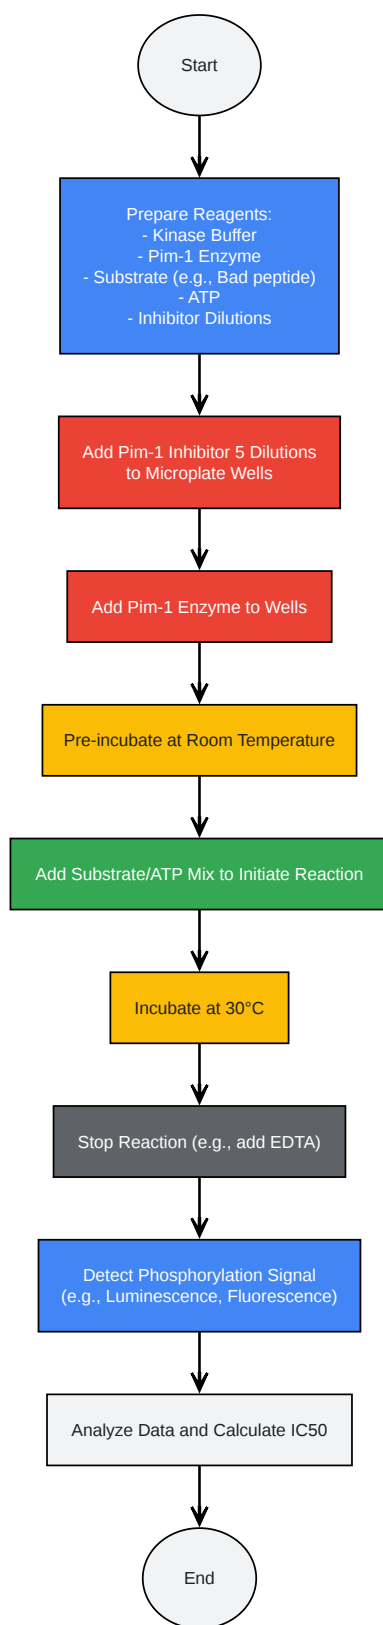 Start
Prepare Reagents:
- Kinase Buffer
- Pim-1 Enzyme
- Substrate (e.g., Bad peptide)
- ATP
- Inhibitor Dilutions
Add Pim-1 Inhibitor 5 Dilutions
to Microplate Wells
Add Pim-1 Enzyme to Wells
Pre-incubate at Room Temperature
Add Substrate/ATP Mix to Initiate Reaction
Incubate at 30°C
Stop Reaction (e.g., add EDTA)
Detect Phosphorylation Signal
(e.g., Luminescence, Fluorescence)
Analyze Data and Calculate IC50
End